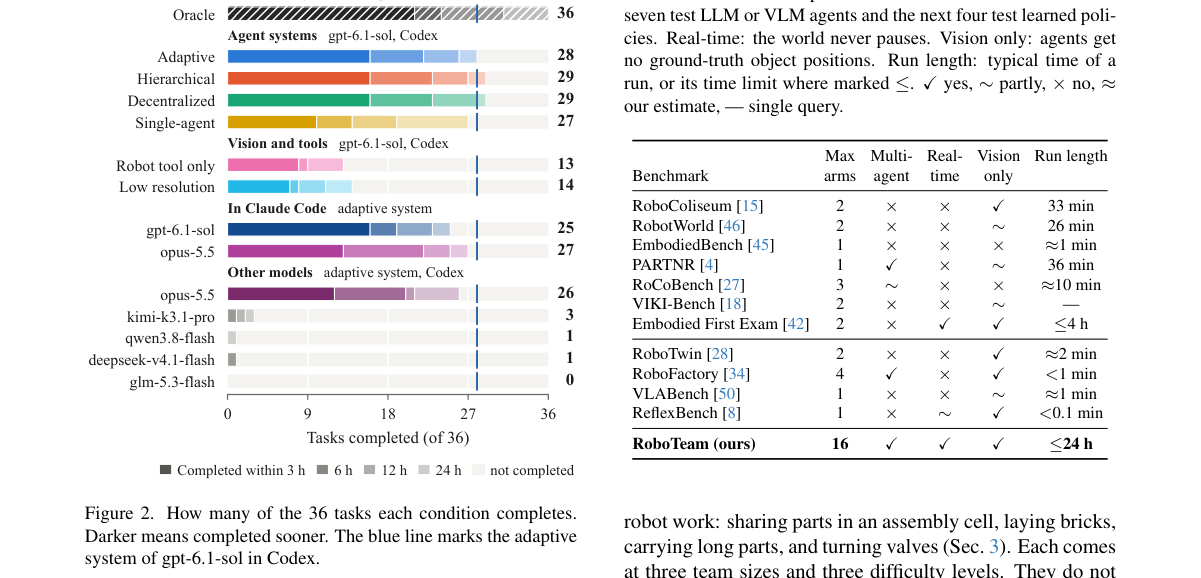 Oracle 36
Agent systems gpt-6.1-sol, Codex
Adaptive 28
Hierarchical 29
Decentralized 29
Single-agent 27
Vision and tools gpt-6.1-sol, Codex
Robot tool only 13
Low resolution 14
In Claude Code adaptive system
gpt-6.1-sol 25
opus-5.5 27
Other models adaptive system, Codex
opus-5.5 26
kimi-k3.1-pro 3
qwen3.8-flash 1
deepseek-v4.1-flash 1
glm-5.3-flash 0
0 9 18 27 36
Tasks completed (of 36)
Completed within 3 h 6 h 12 h 24 h not completed
Figure 2. How many of the 36 tasks each condition completes.
Darker means completed sooner. The blue line marks the adaptive
system of gpt-6.1-sol in Codex.
seven test LLM or VLM agents and the next four test learned poli-
cies. Real-time: the world never pauses. Vision only: agents get
no ground-truth object positions. Run length: typical time of a
run, or its time limit where marked ≤. ✓ yes, ∼ partly, × no, ≈
our estimate, — single query.
Max Multi- Real- Vision Run length
Benchmark arms agent time only
RoboColiseum [15] 2 × × ✓ 33 min
RobotWorld [46] 2 × × ∼ 26 min
EmbodiedBench [45] 1 × × × ≈1 min
PARTNR [4] 1 ✓ × ∼ 36 min
RoCoBench [27] 3 ∼ × × ≈10 min
VIKI-Bench [18] 2 × × ∼ —
Embodied First Exam [42] 2 × ✓ ✓ ≤4 h
RoboTwin [28] 2 × × ✓ ≈2 min
RoboFactory [34] 4 ✓ × ✓ <1 min
VLABench [50] 1 × × ∼ ≈1 min
ReflexBench [8] 1 × ∼ ✓ <0.1 min
RoboTeam (ours) 16 ✓ ✓ ✓ ≤24 h
robot work: sharing parts in an assembly cell, laying bricks,
carrying long parts, and turning valves (Sec. 3). Each comes
at three team sizes and three difficulty levels. They do not